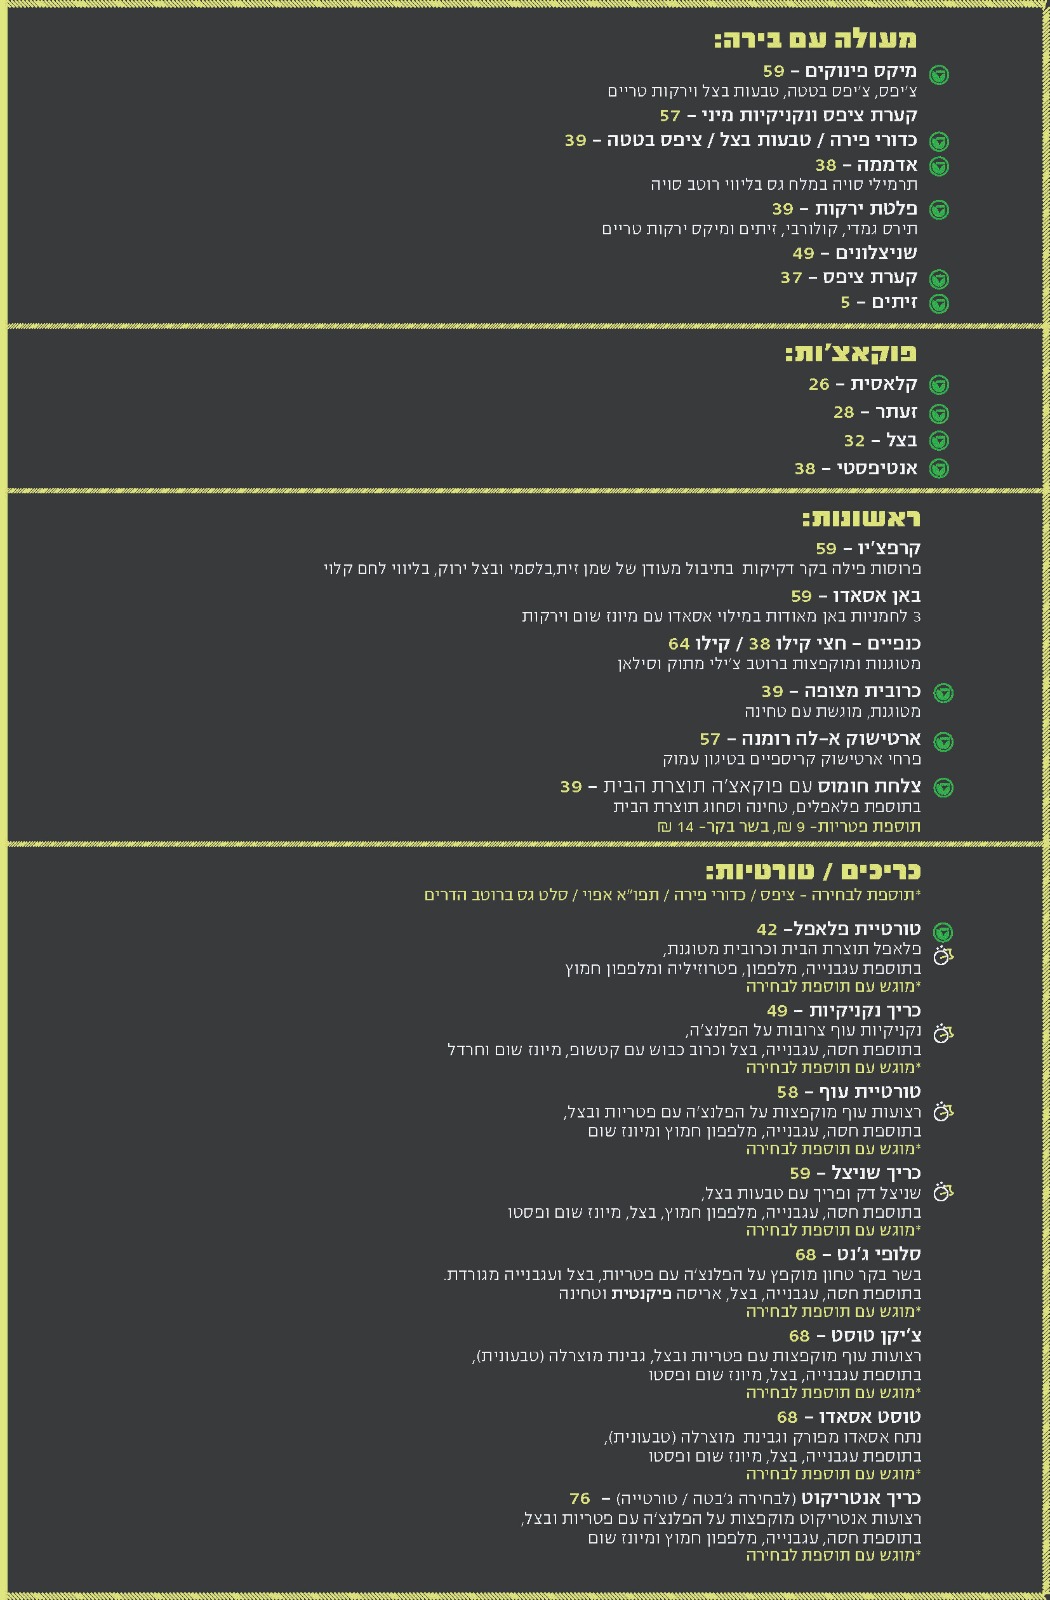 מעולה עם בירה:
מיקס פינוקים – 59
צ'יפס, צ'יפס בטטה, טבעות בצל וירקות טריים
קערת ציפס ונקניקיות מיני – 57
כדורי פירה / טבעות בצל / ציפס בטטה – 39
אדממה – 38
תרמילי סויה במלח גס בליווי רוטב סויה
פלטת ירקות – 39
תירס גמדי, קולורבי, זיתים ומיקס ירקות טריים
שניצלונים – 49
קערת ציפס – 37
זיתים – 5
פוקאצ'ות:
קלאסית – 26
זעתר – 28
בצל – 32
אנטיפסטי – 38
ראשונות:
קרפצ'יו – 59
פרוסות פילה בקר דקיקות בתיבול מעודן של שמן זית,בלסמי ובצל ירוק, בליווי לחם קלוי
באן אסאדו – 59
3 לחמניות באן מאודות במילוי אסאדו עם מיונז שום וירקות
כנפיים – חצי קילו 38 / קילו 64
מטוגנות ומוקפצות ברוטב צ'ילי מתוק וסילאן
כרובית מצופה – 39
מטוגנת, מוגשת עם טחינה
ארטישוק א-לה רומנה – 57
פרחי ארטישוק קריספיים בטיגון עמוק
צלחת חומוס עם פוקאצ'ה תוצרת הבית – 39
בתוספת פלאפלים, טחינה וסחוג תוצרת הבית
תוספת פטריות- 9 ₪, בשר בקר- 14 ₪
כריכים / טורטיות:
*תוספת לבחירה - ציפס / כדורי פירה / תפו"א אפוי / סלט גס ברוטב הדרים
טורטיית פלאפל- 42
פלאפל תוצרת הבית וכרובית מטוגנת,
בתוספת עגבנייה, מלפפון, פטרוזיליה ומלפפון חמוץ
*מוגש עם תוספת לבחירה
כריך נקניקיות – 49
נקניקיות עוף צרובות על הפלנצ'ה,
בתוספת חסה, עגבנייה, בצל וכרוב כבוש עם קטשופ, מיונז שום וחרדל
*מוגש עם תוספת לבחירה
טורטיית עוף – 58
רצועות עוף מוקפצות על הפלנצ'ה עם פטריות ובצל,
בתוספת חסה, עגבנייה, מלפפון חמוץ ומיונז שום
*מוגש עם תוספת לבחירה
כריך שניצל – 59
שניצל דק ופריך עם טבעות בצל,
בתוספת חסה, עגבנייה, מלפפון חמוץ, בצל, מיונז שום ופסטו
*מוגש עם תוספת לבחירה
סלופי ג'נט – 68
בשר בקר טחון מוקפץ על הפלנצ'ה עם פטריות, בצל ועגבנייה מגורדת.
בתוספת חסה, עגבנייה, בצל, אריסה פיקנטית וטחינה
*מוגש עם תוספת לבחירה
צ'יקן טוסט – 68
רצועות עוף מוקפצות עם פטריות ובצל, גבינת מוצרלה (טבעונית),
בתוספת עגבנייה, בצל, מיונז שום ופסטו
*מוגש עם תוספת לבחירה
טוסט אסאדו – 68
נתח אסאדו מפורק וגבינת מוצרלה (טבעונית),
בתוספת עגבנייה, בצל, מיונז שום ופסטו
*מוגש עם תוספת לבחירה
כריך אנטריקוט (לבחירה ג'בטה / טורטייה) – 76
רצועות אנטריקוט מוקפצות על הפלנצ'ה עם פטריות ובצל,
בתוספת חסה, עגבנייה, מלפפון חמוץ ומיונז שום
*מוגש עם תוספת לבחירה